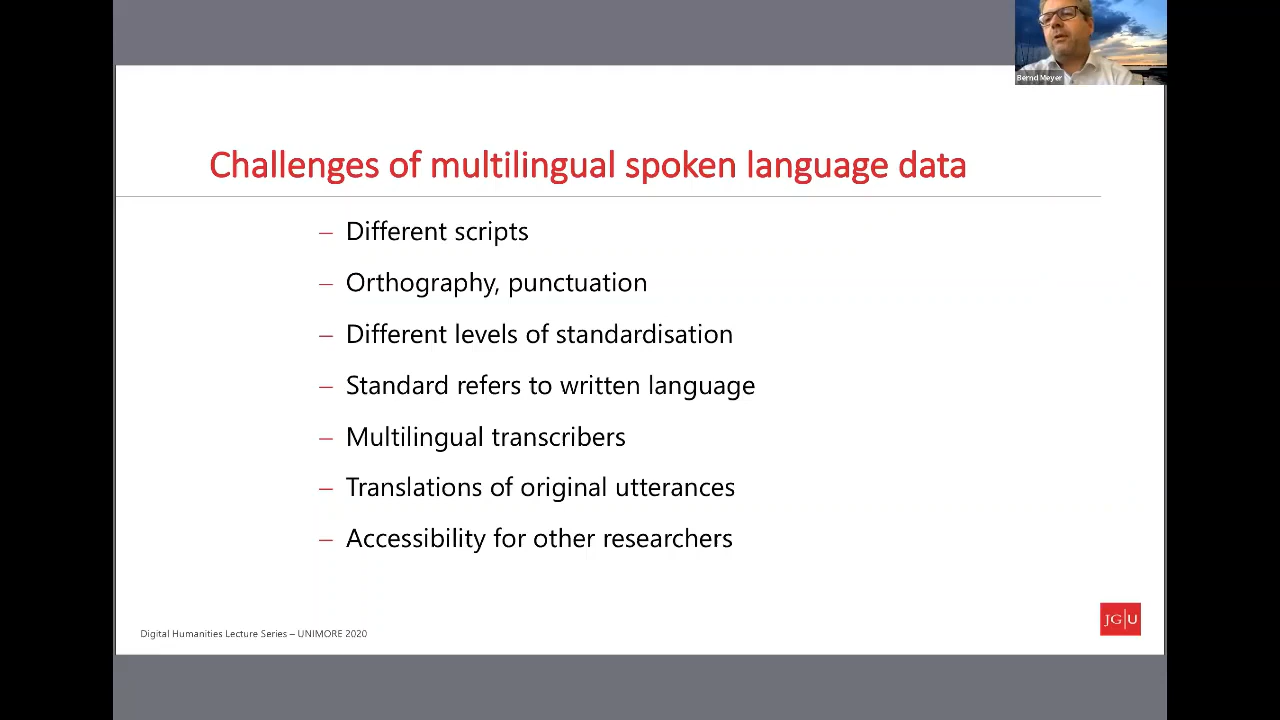 Bernd Meyer
Challenges of multilingual spoken language data
– Different scripts
– Orthography, punctuation
– Different levels of standardisation
– Standard refers to written language
– Multilingual transcribers
– Translations of original utterances
– Accessibility for other researchers
Digital Humanities Lecture Series – UNIMORE 2020
JG|U